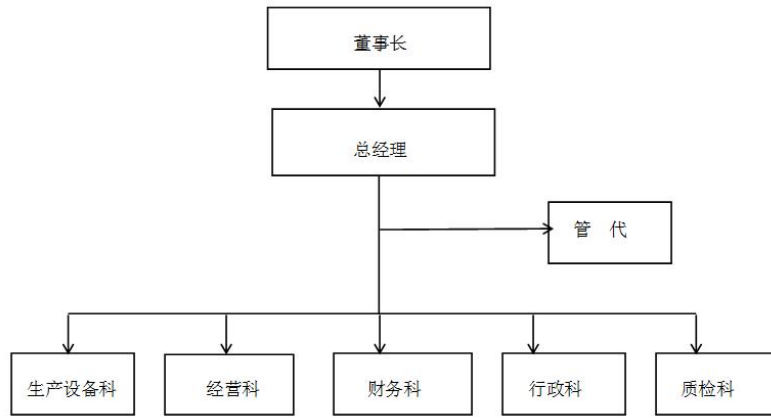 董事长
总经理
管 代
生产设备科
经营科
财务科
行政科
质检科